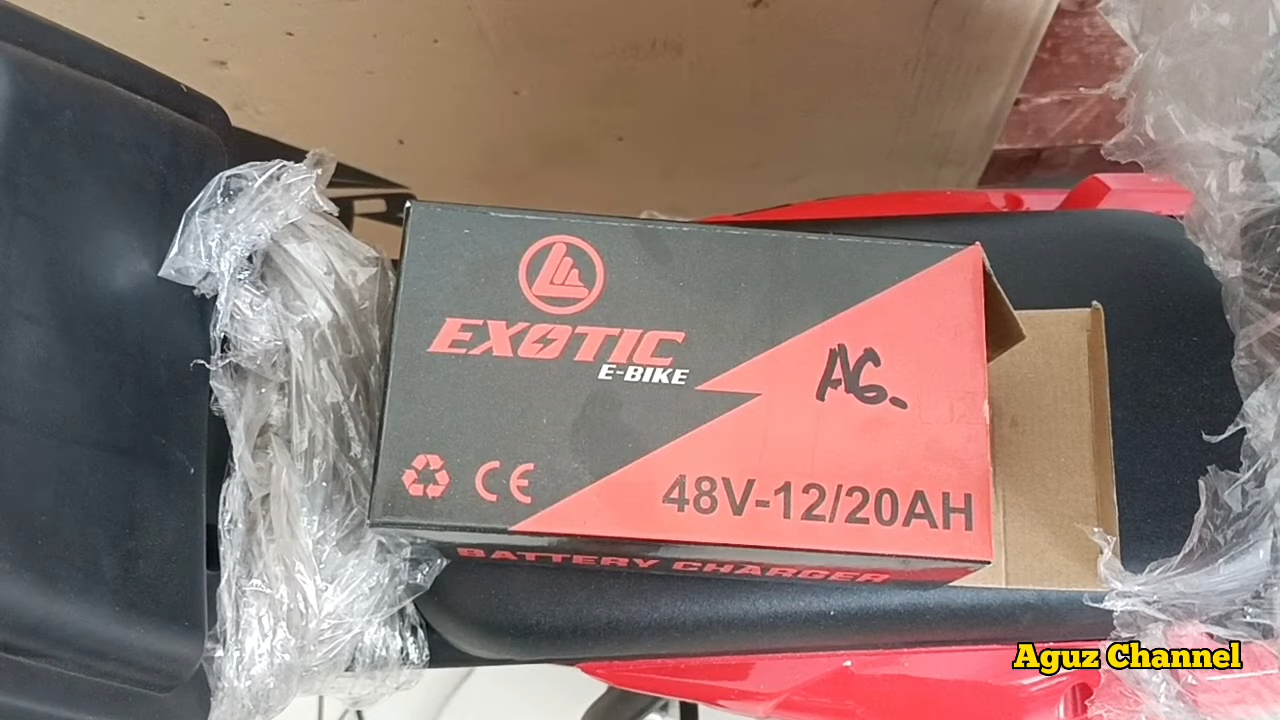 EXOTIC
E-BIKE
AG.
CE
48V-12/20AH
BATTERY CHARGER
Aguz Channel